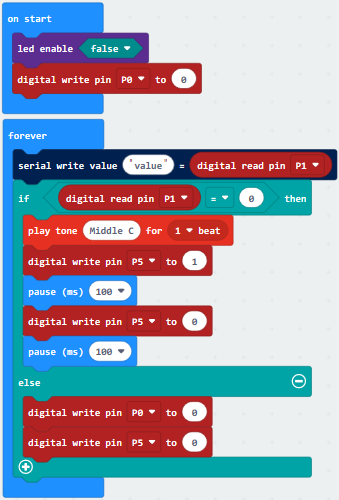 on start
led enable false
digital write pin P0 to 0
forever
serial write value "value" = digital read pin P1
if digital read pin P1 = 0 then
play tone Middle C for 1 beat
digital write pin P5 to 1
pause (ms) 100
digital write pin P5 to 0
pause (ms) 100
else
digital write pin P0 to 0
digital write pin P5 to 0